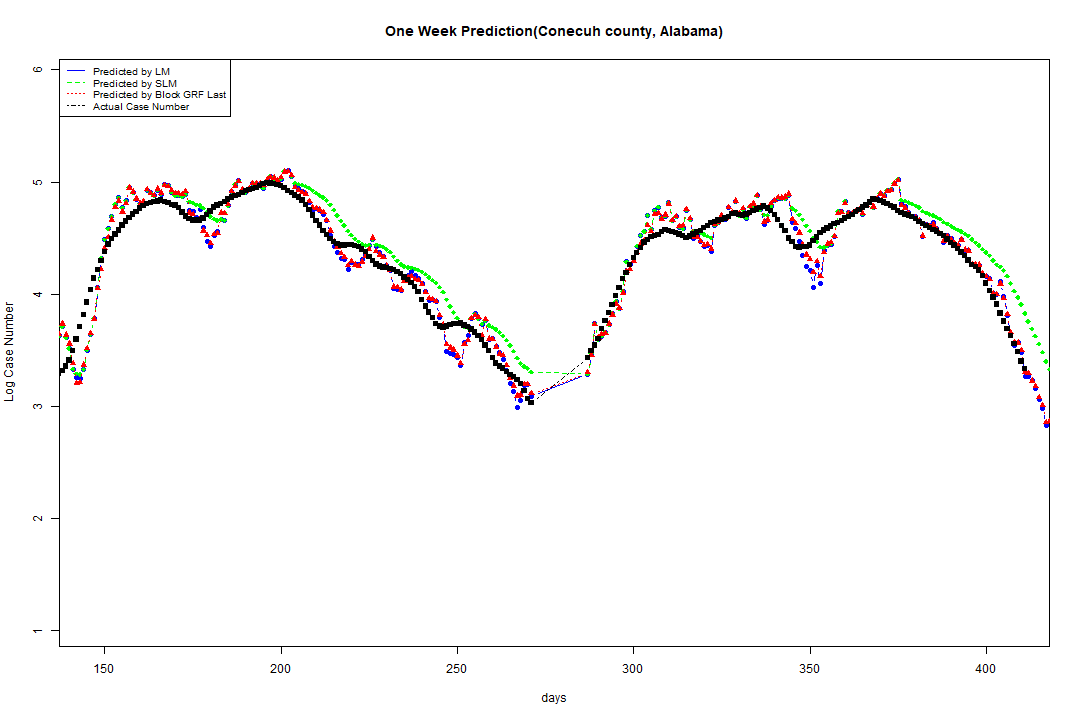 One Week Prediction(Conecuh county, Alabama)
Predicted by LM
Predicted by SLM
Predicted by Block GRF Last
Actual Case Number
6
5
4
3
2
1
Log Case Number
150 200 250 300 350 400
days